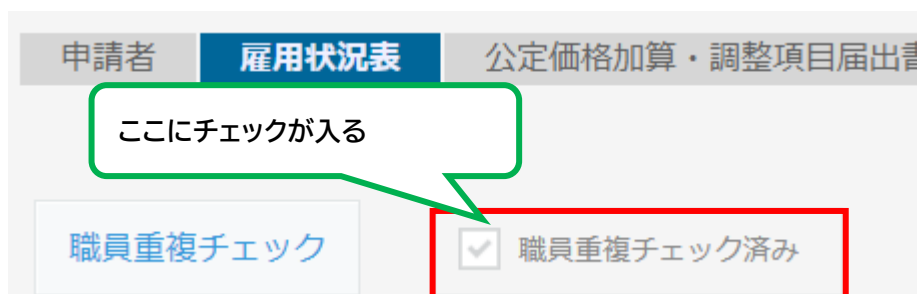 申請者 雇用状況表 公定価格加算・調整項目届出書
ここにチェックが入る
職員重複チェック 職員重複チェック済み